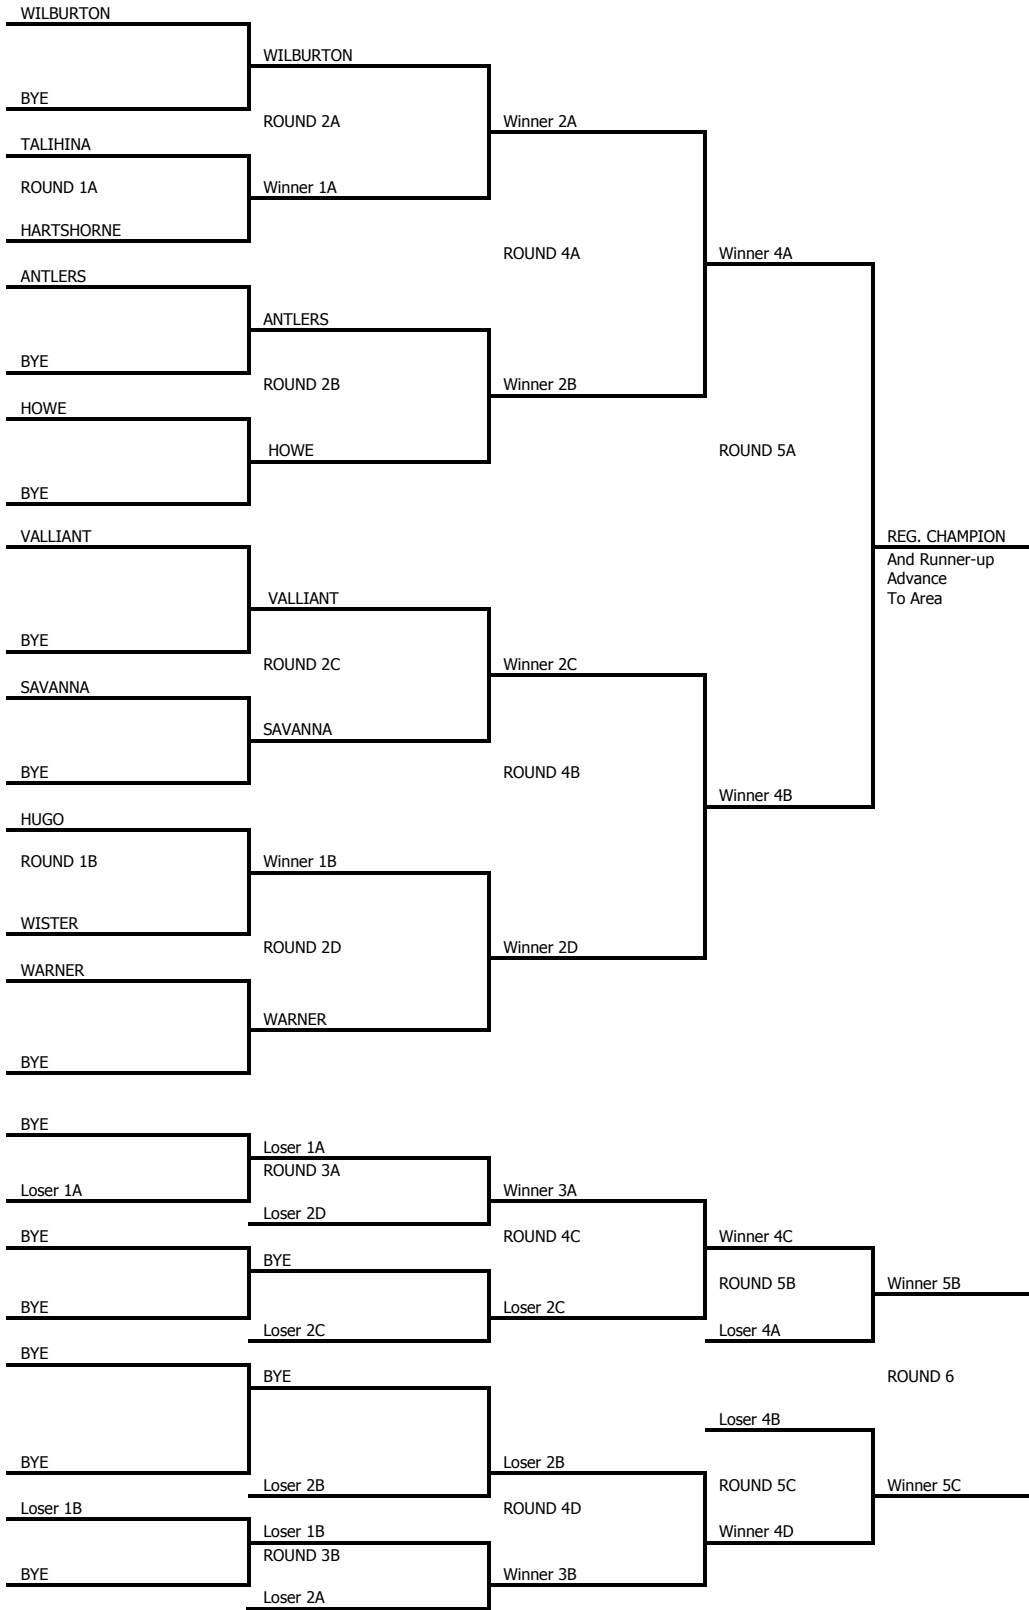 WILBURTON
WILBURTON
BYE
ROUND 2A
Winner 2A
TALIHINA
ROUND 1A
Winner 1A
HARTSHORNE
ROUND 4A
Winner 4A
ANTLERS
ANTLERS
BYE
ROUND 2B
Winner 2B
HOWE
HOWE
ROUND 5A
BYE
VALLIANT
REG. CHAMPION
And Runner-up
Advance
To Area
VALLIANT
BYE
ROUND 2C
Winner 2C
SAVANNA
SAVANNA
BYE
ROUND 4B
Winner 4B
HUGO
ROUND 1B
Winner 1B
WISTER
ROUND 2D
Winner 2D
WARNER
WARNER
BYE
BYE
Loser 1A
ROUND 3A
Loser 1A
Winner 3A
Loser 2D
BYE
ROUND 4C
Winner 4C
BYE
ROUND 5B
Winner 5B
BYE
Loser 2C
Loser 2C
Loser 4A
BYE
BYE
ROUND 6
Loser 4B
BYE
Loser 2B
Loser 2B
ROUND 5C
Winner 5C
Loser 1B
ROUND 4D
Loser 1B
Winner 4D
ROUND 3B
BYE
Winner 3B
Loser 2A